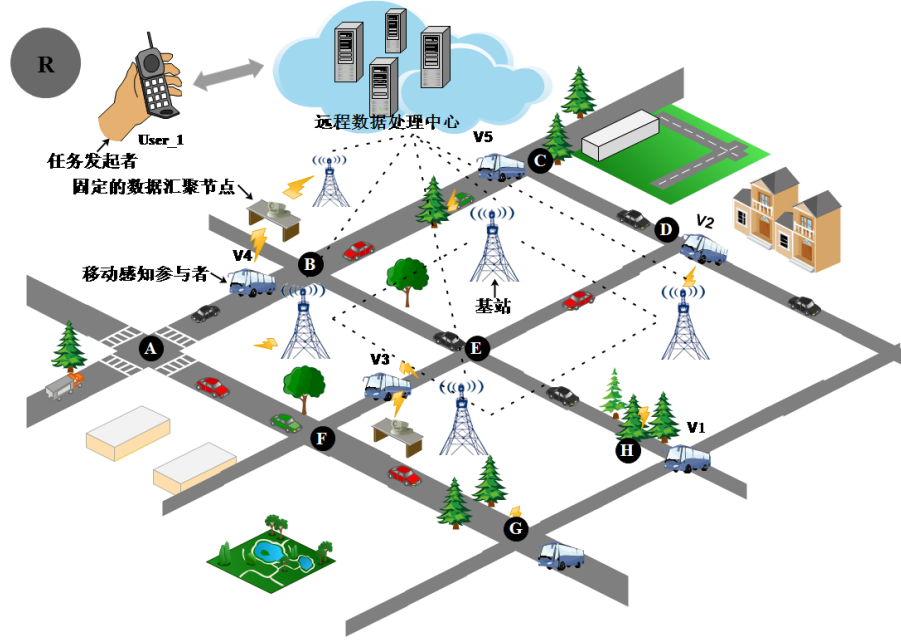 R
User_1
任务发起者
远程数据处理中心
固定的数据汇聚节点
V5
C
V4
B
D
V2
移动感知参与者
基站
A
E
V3
F
H
V1
G